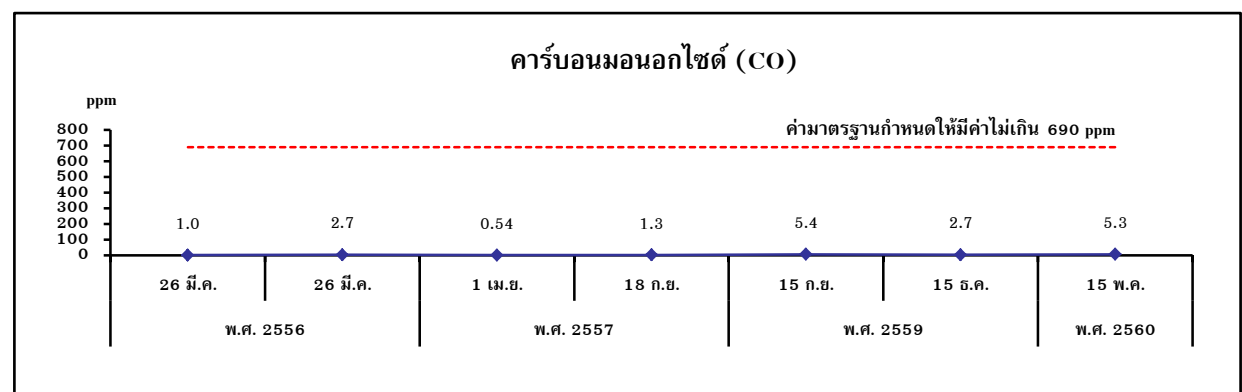 คาร์บอนมอนอกไซด์ (CO)
ppm
ค่ามาตรฐานกำหนดให้มีค่าไม่เกิน 690 ppm
800
700
600
500
400
300
200
100
0
1.0 2.7 0.54 1.3 5.4 2.7 5.3
26 มี.ค. 26 มี.ค. 1 เม.ย. 18 ก.ย. 15 ก.ย. 15 ธ.ค. 15 พ.ค.
พ.ศ. 2556 พ.ศ. 2557 พ.ศ. 2559 พ.ศ. 2560